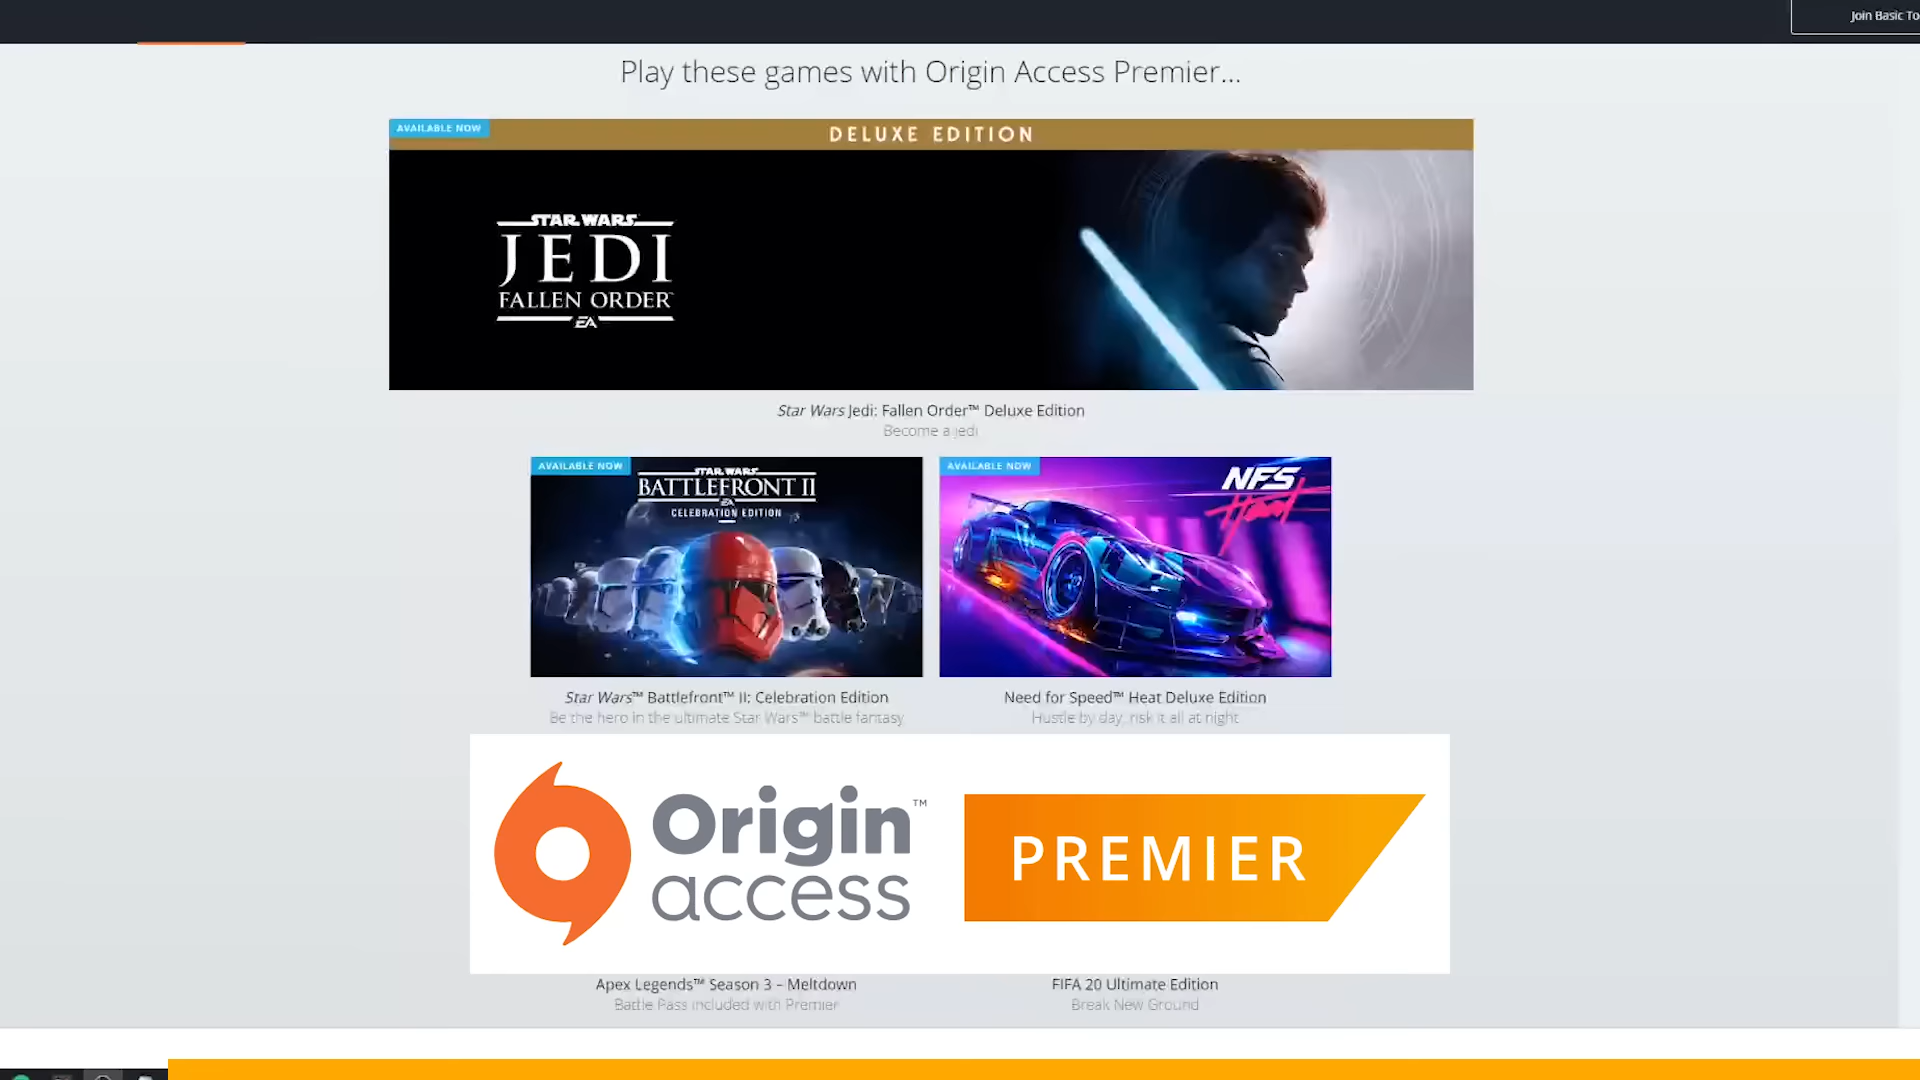 Join Basic To
Play these games with Origin Access Premier...
AVAILABLE NOW
DELUXE EDITION
STAR WARS
JEDI
FALLEN ORDER™
EA
Star Wars Jedi: Fallen Order™ Deluxe Edition
Become a jedi
AVAILABLE NOW
STAR WARS
BATTLEFRONT II
EA
CELEBRATION EDITION
AVAILABLE NOW
NFS
Heat
Star Wars™ Battlefront™ II: Celebration Edition
Be the hero in the ultimate Star Wars™ battle fantasy
Need for Speed™ Heat Deluxe Edition
Hustle by day, risk it all at night
Origin™
access
PREMIER
Apex Legends™ Season 3 – Meltdown
Battle Pass included with Premier
FIFA 20 Ultimate Edition
Break New Ground